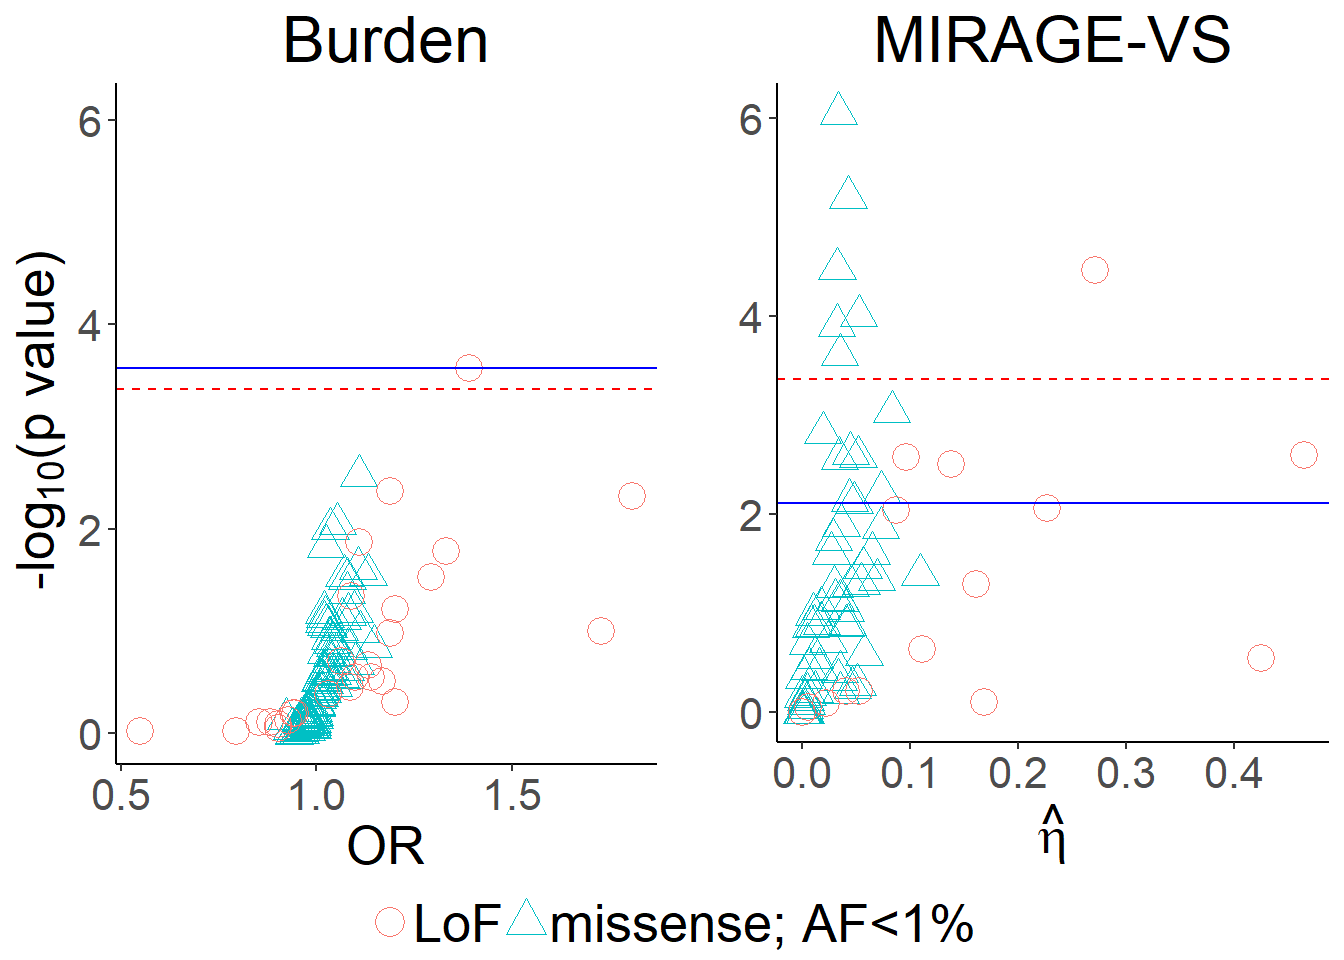 Burden
MIRAGE-VS
-log₁₀(p value)
6
4
2
0
0.5 1.0 1.5
OR
6
4
2
0
0.0 0.1 0.2 0.3 0.4
η̂
LoF missense; AF<1%